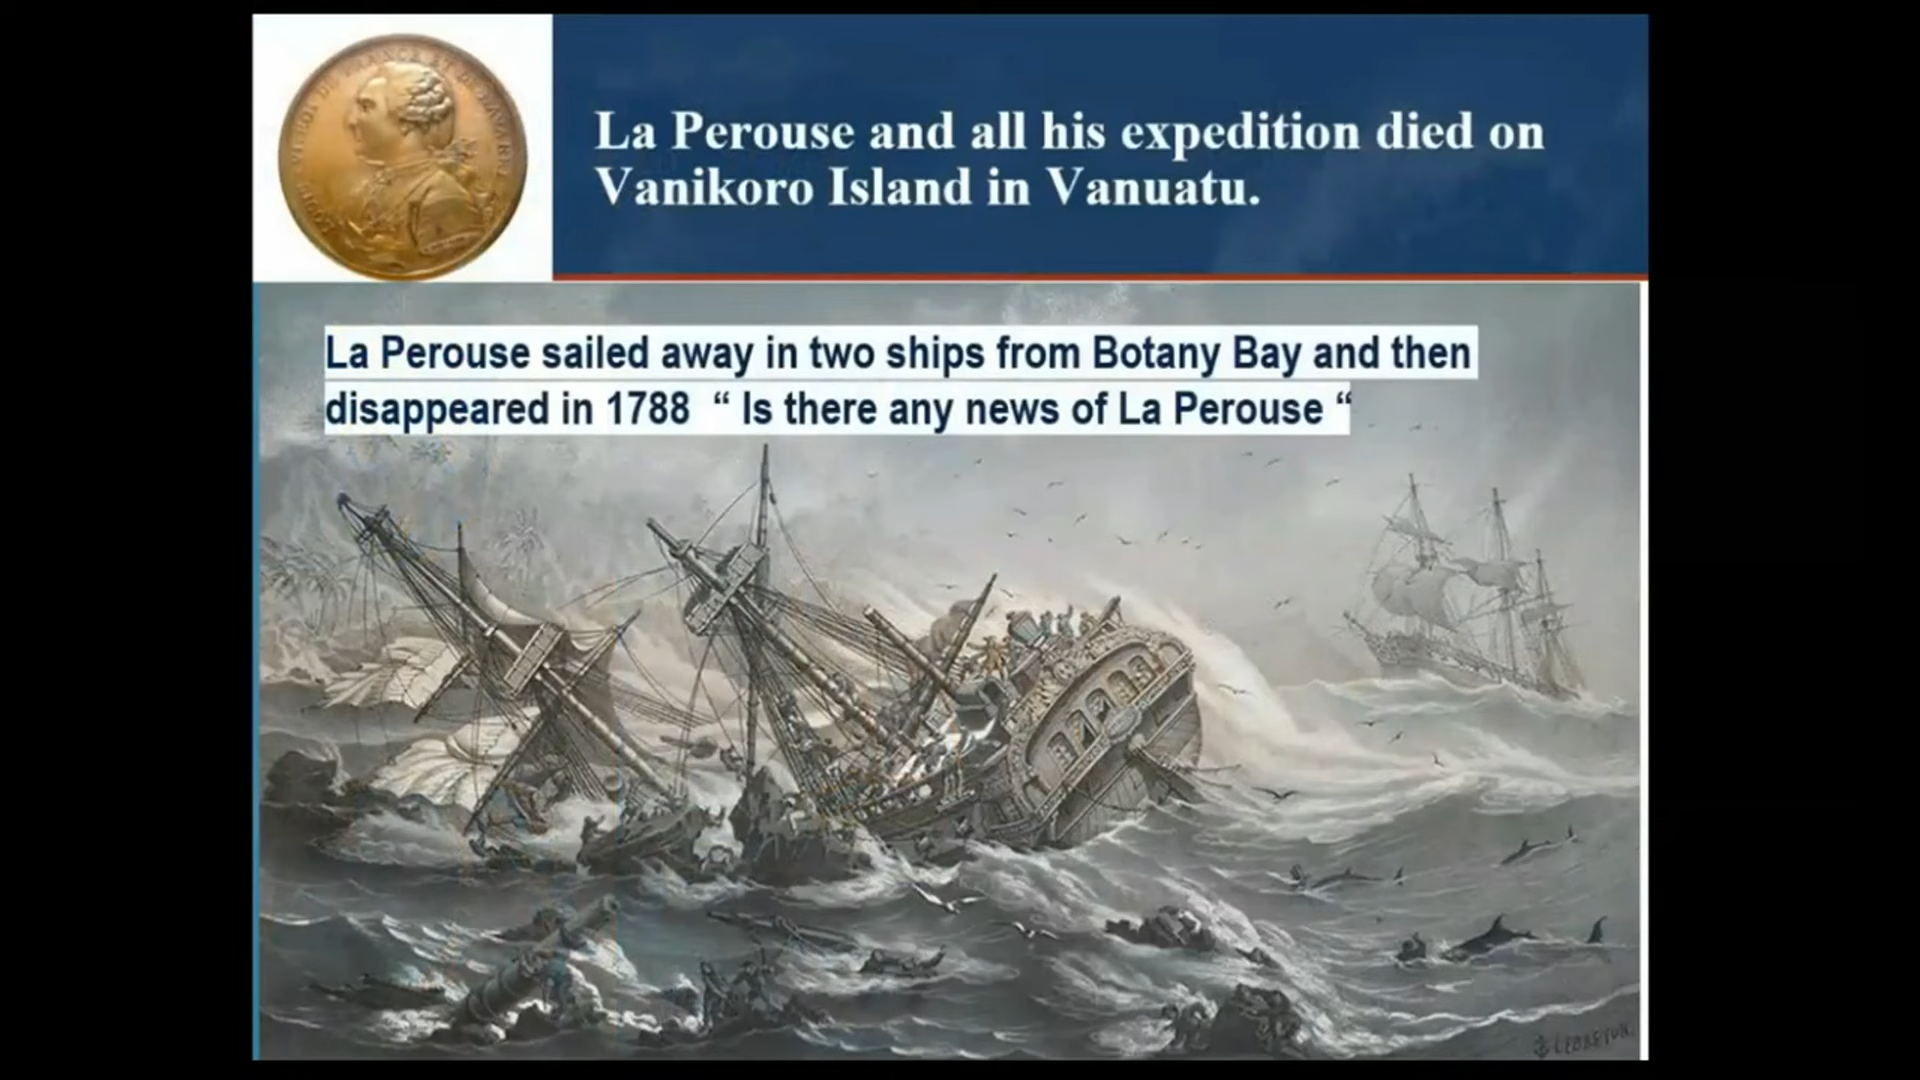 La Perouse and all his expedition died on
Vanikoro Island in Vanuatu.
La Perouse sailed away in two ships from Botany Bay and then
disappeared in 1788 “ Is there any news of La Perouse “